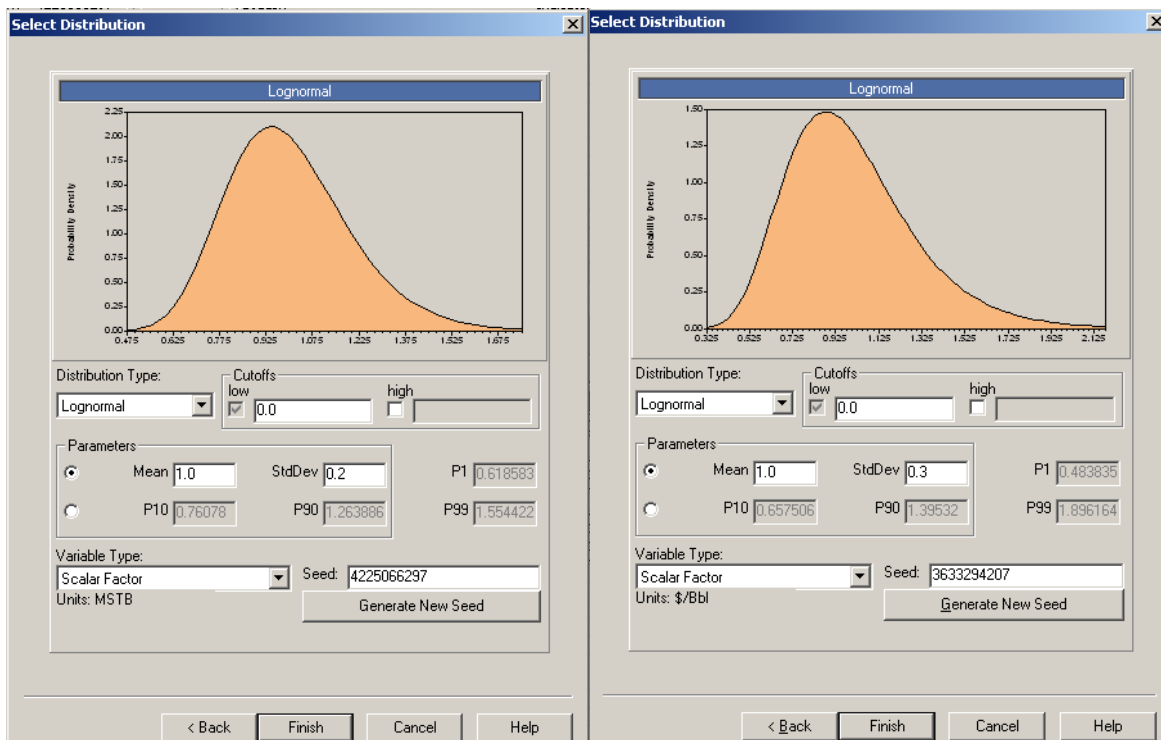 Select Distribution
Lognormal
2.25
2.00
1.75
1.50
1.25
1.00
0.75
0.50
0.25
0.00
Probability Density
0.475 0.625 0.775 0.925 1.075 1.225 1.375 1.525 1.675
Distribution Type:
Lognormal
Cutoffs
low
0.0
high
Parameters
Mean 1.0 StdDev 0.2 P1 0.618583
P10 0.76078 P90 1.263886 P99 1.554422
Variable Type:
Scalar Factor
Seed: 4225066297
Units: MSTB
Generate New Seed
< Back Finish Cancel Help
Select Distribution
Lognormal
1.50
1.25
1.00
0.75
0.50
0.25
0.00
Probability Density
0.325 0.525 0.725 0.925 1.125 1.325 1.525 1.725 1.925 2.125
Distribution Type:
Lognormal
Cutoffs
low
0.0
high
Parameters
Mean 1.0 StdDev 0.3 P1 0.483835
P10 0.657506 P90 1.39532 P99 1.896164
Variable Type:
Scalar Factor
Seed: 3633294207
Units: $/Bbl
Generate New Seed
< Back Finish Cancel Help